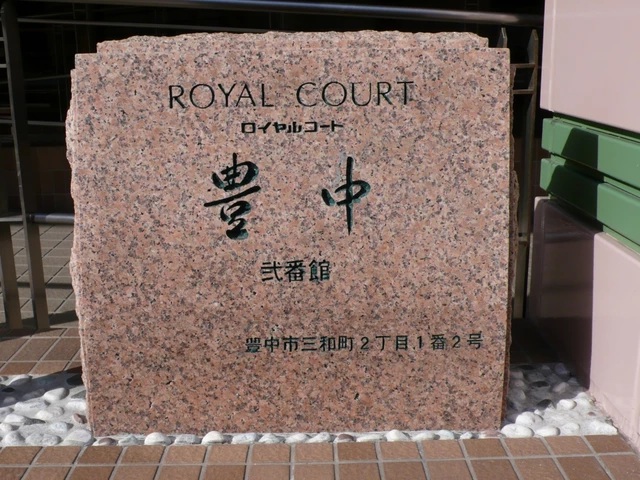 ROYAL COURT
ロイヤルコート
豊中
弐番館
豊中市三和町2丁目1番2号